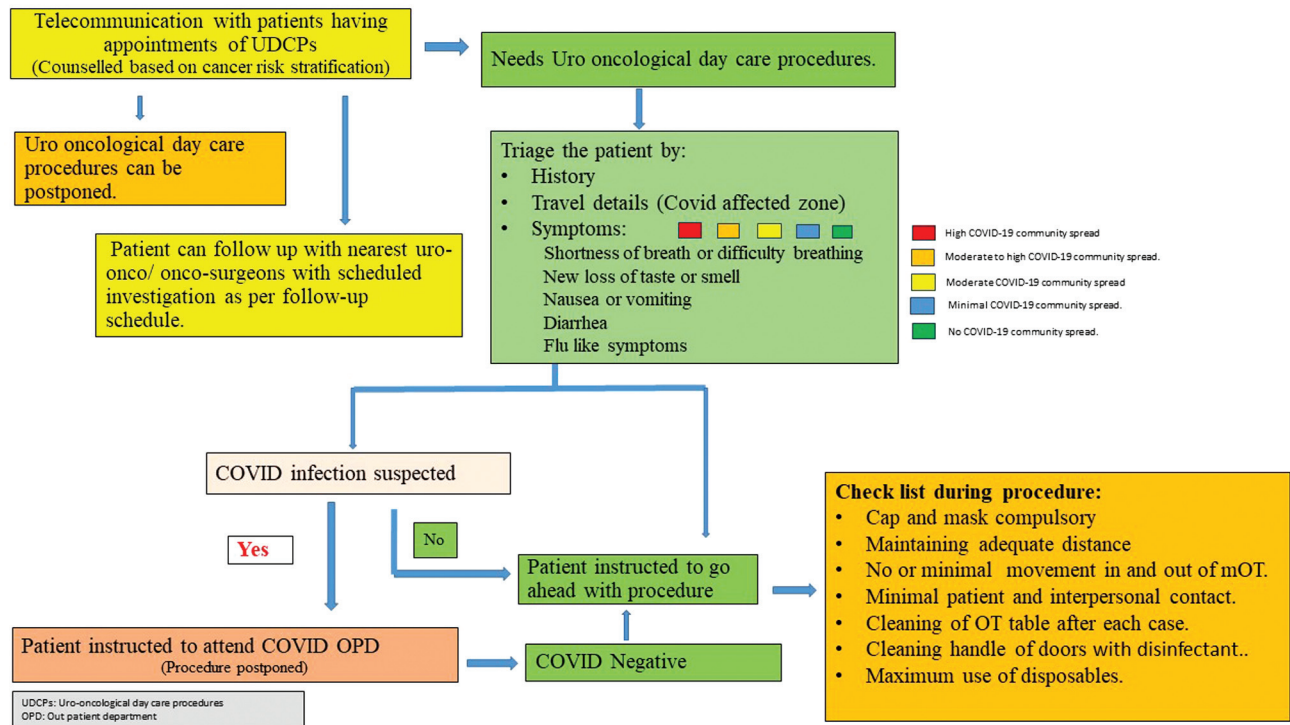 Telecommunication with patients having
appointments of UDCPs
(Counselled based on cancer risk stratification)
Needs Uro oncological day care procedures.
Uro oncological day care
procedures can be
postponed.
Patient can follow up with nearest uro-
onco/ onco-surgeons with scheduled
investigation as per follow-up
schedule.
Triage the patient by:
• History
• Travel details (Covid affected zone)
• Symptoms:
Shortness of breath or difficulty breathing
New loss of taste or smell
Nausea or vomiting
Diarrhea
Flu like symptoms
High COVID-19 community spread
Moderate to high COVID-19 community spread.
Moderate COVID-19 community spread
Minimal COVID-19 community spread.
No COVID-19 community spread.
COVID infection suspected
Yes
No
Patient instructed to go
ahead with procedure
Patient instructed to attend COVID OPD
(Procedure postponed)
COVID Negative
Check list during procedure:
• Cap and mask compulsory
• Maintaining adequate distance
• No or minimal movement in and out of mOT.
• Minimal patient and interpersonal contact.
• Cleaning of OT table after each case.
• Cleaning handle of doors with disinfectant..
• Maximum use of disposables.
UDCPs: Uro-oncological day care procedures
OPD: Out patient department